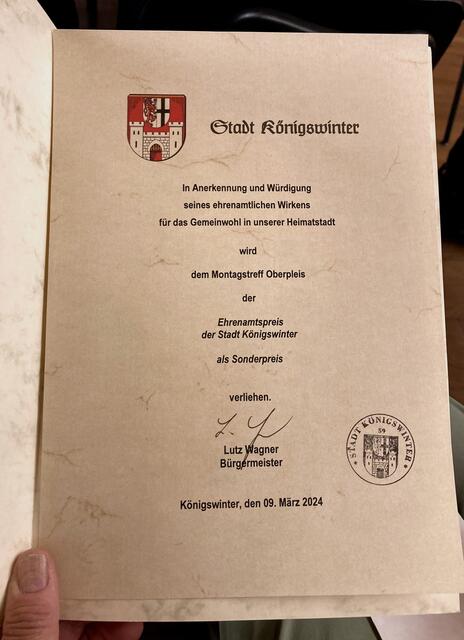 Stadt Königswinter
In Anerkennung und Würdigung
seines ehrenamtlichen Wirkens
für das Gemeinwohl in unserer Heimatstadt
wird
dem Montagstreff Oberpleis
der
Ehrenamtspreis
der Stadt Königswinter
als Sonderpreis
verliehen.
Lutz Wagner
Bürgermeister
STADT KÖNIGSWINTER
59
Königswinter, den 09. März 2024